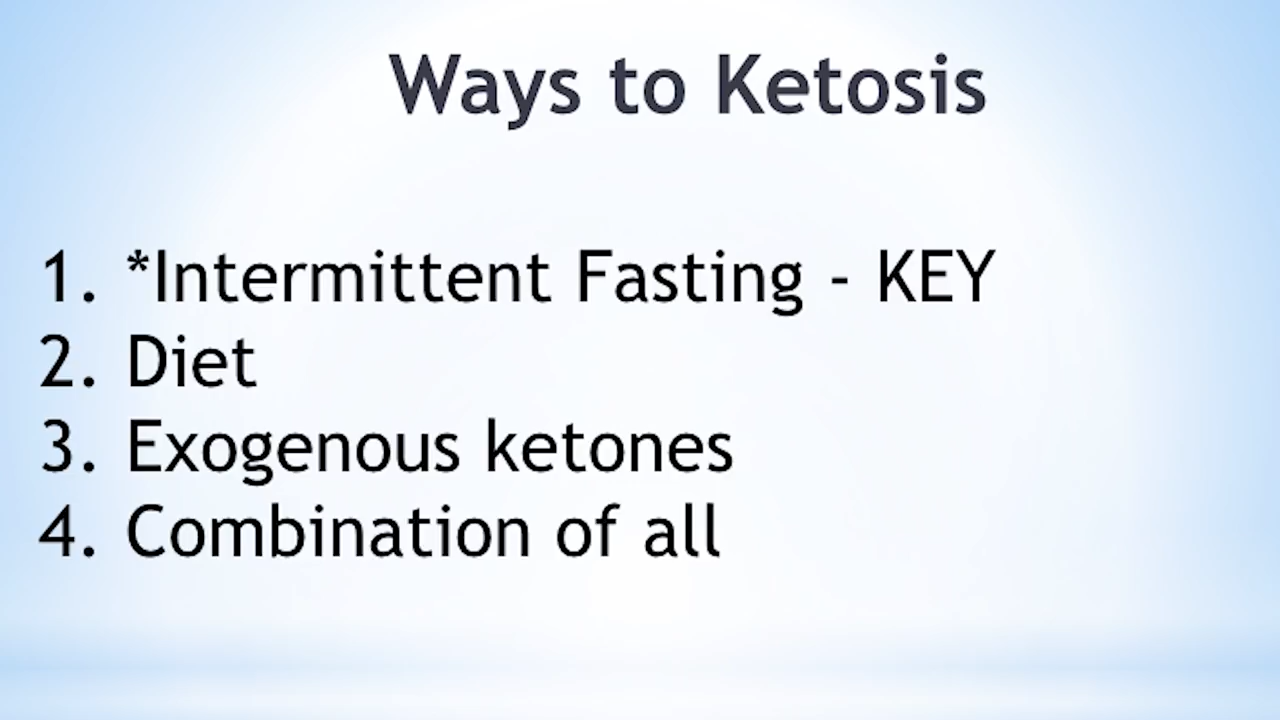 Ways to Ketosis
1. *Intermittent Fasting - KEY
2. Diet
3. Exogenous ketones
4. Combination of all